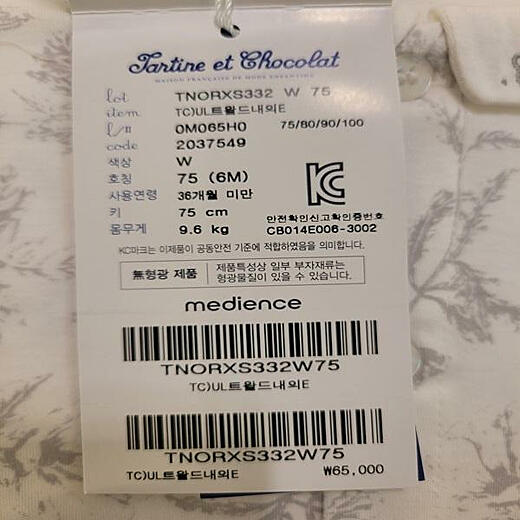 Tartine et Chocolat
MAISON FRANÇAISE DE MODE ENFANTINE
lot TNORXS332 W 75
item TC)UL트왈드내의E
L/# 0M065H0 75/80/90/100
code 2037549
색상 W
호칭 75 (6M)
사용연령 36개월 미만
키 75 cm
몸무게 9.6 kg
안전확인신고확인증번호
CB014E006-3002
KC마크는 이제품이 공통안전 기준에 적합하였음을 의미합니다.
無형광 제품
제품특성상 일부 부자재류는
형광물질이 있을 수 있습니다.
medience
TNORXS332W75
TC)UL트왈드내의E
TNORXS332W75
TC)UL트왈드내의E ₩65,000